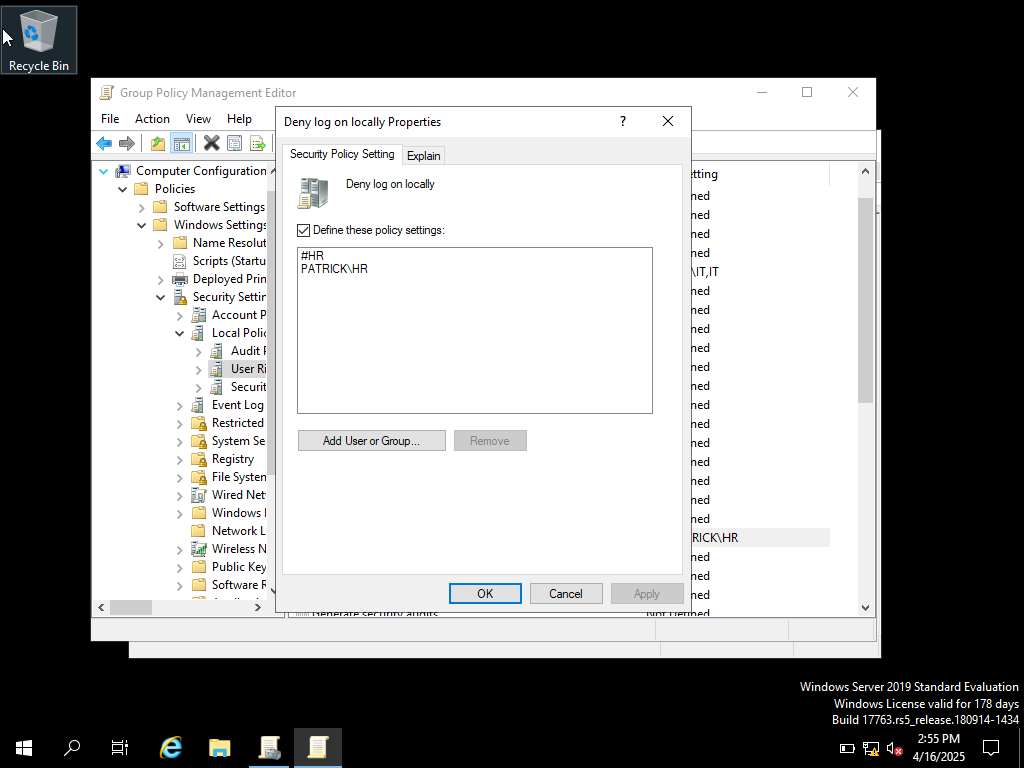 Recycle Bin
Group Policy Management Editor
File Action View Help
Deny log on locally Properties
?
Security Policy Setting Explain
Deny log on locally
Define these policy settings:
#HR
PATRICK\HR
Add User or Group...
Remove
OK
Cancel
Apply
Computer Configuration
Policies
Software Settings
Windows Settings
Name Resolut
Scripts (Startu
Deployed Prin
Security Settin
Account P
Local Polic
Audit P
User Ri
Securit
Event Log
Restricted
System Se
Registry
File System
Wired Net
Windows
Network L
Wireless N
Public Key
Software R
tting
ned
ned
ned
ned
\IT,IT
ned
ned
ned
ned
ned
ned
ned
ned
ned
ned
ned
ned
ned
RICK\HR
ned
ned
ned
Generate security audits
Not Defined
Windows Server 2019 Standard Evaluation
Windows License valid for 178 days
Build 17763.rs5_release.180914-1434
2:55 PM
4/16/2025